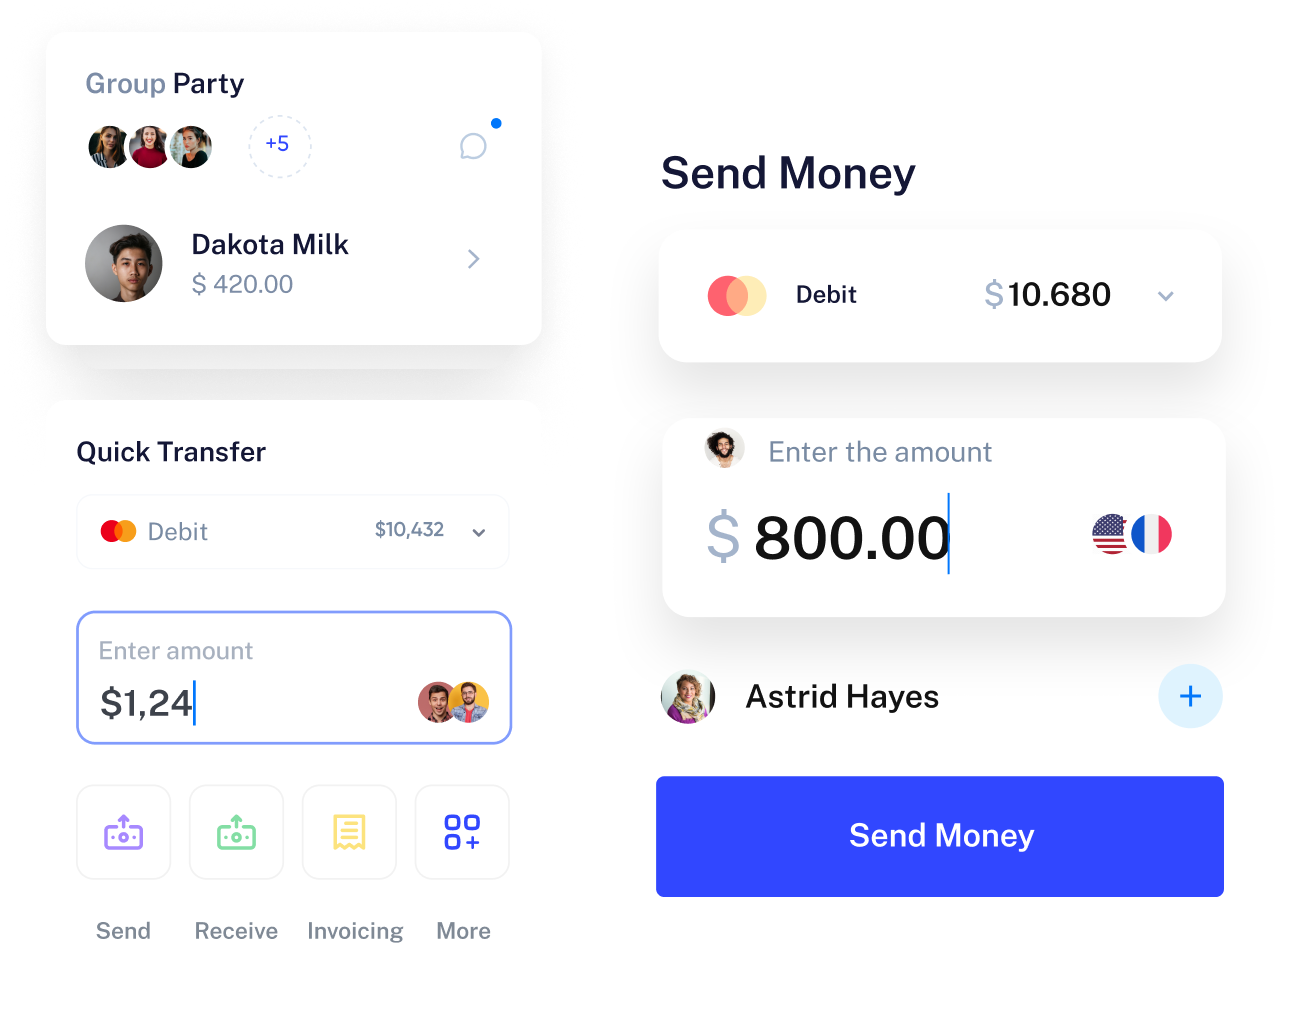 Group Party
+5
Dakota Milk
$ 420.00
Quick Transfer
Debit $10,432
Enter amount
$1,24
Send Receive Invoicing More
Send Money
Debit $10.680
Enter the amount
$ 800.00
Astrid Hayes
Send Money